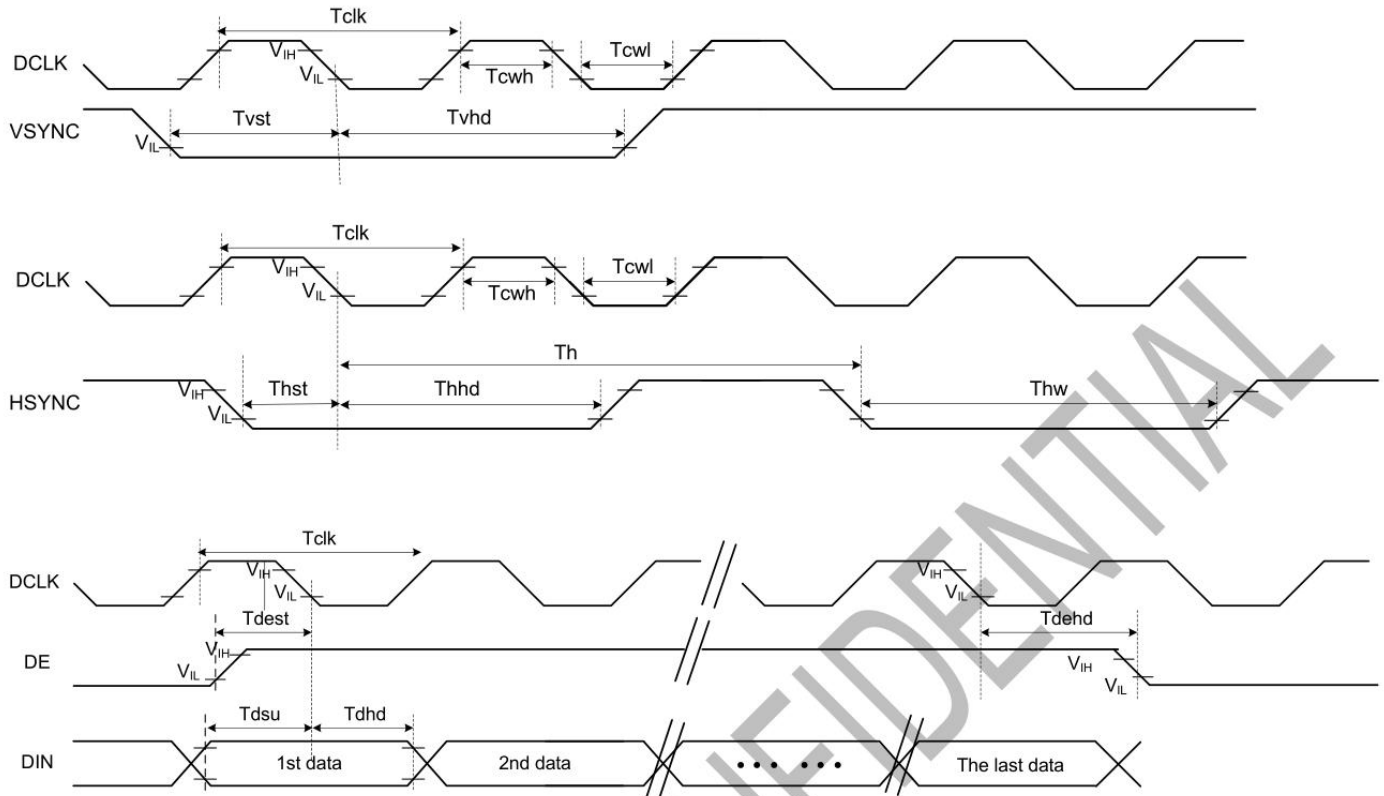 Tclk
DCLK
VIH
VIL
Tcwh
Tcwl
VSYNC
VIL
Tvst
Tvhd
Tclk
DCLK
VIH
VIL
Tcwh
Tcwl
Th
HSYNC
VIH
VIL
Thst
Thhd
Thw
Tclk
DCLK
VIH
VIL
VIH
VIL
Tdest
Tdehd
DE
VIH
VIL
VIH
VIL
Tdsu
Tdhd
DIN
1st data
2nd data
The last data
FIDENTIAL